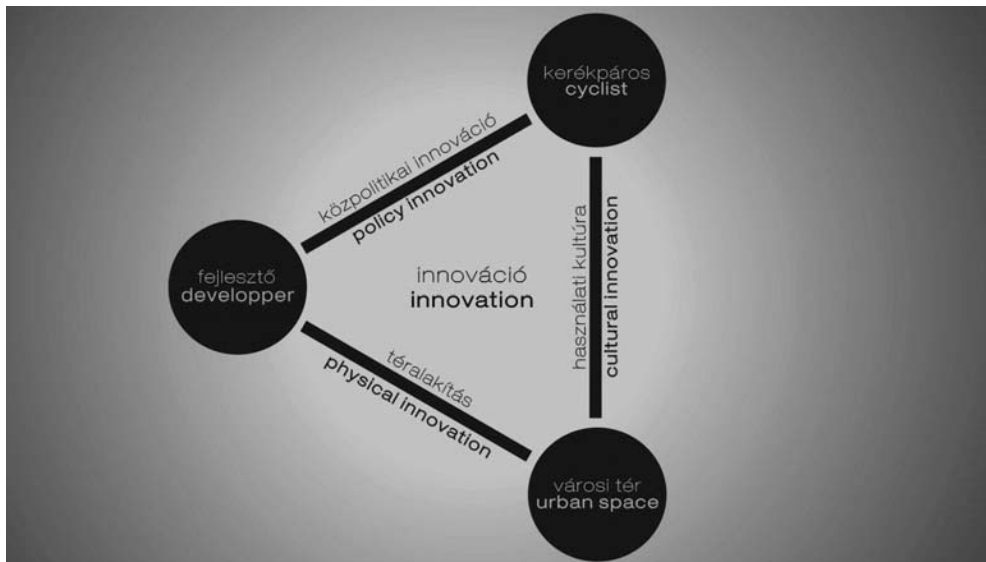 kerékpáros
cyclist
közpolitikai innováció
policy innovation
fejlesztő
developper
innováció
innovation
használati kultúra
cultural innovation
téralakítás
physical innovation
városi tér
urban space